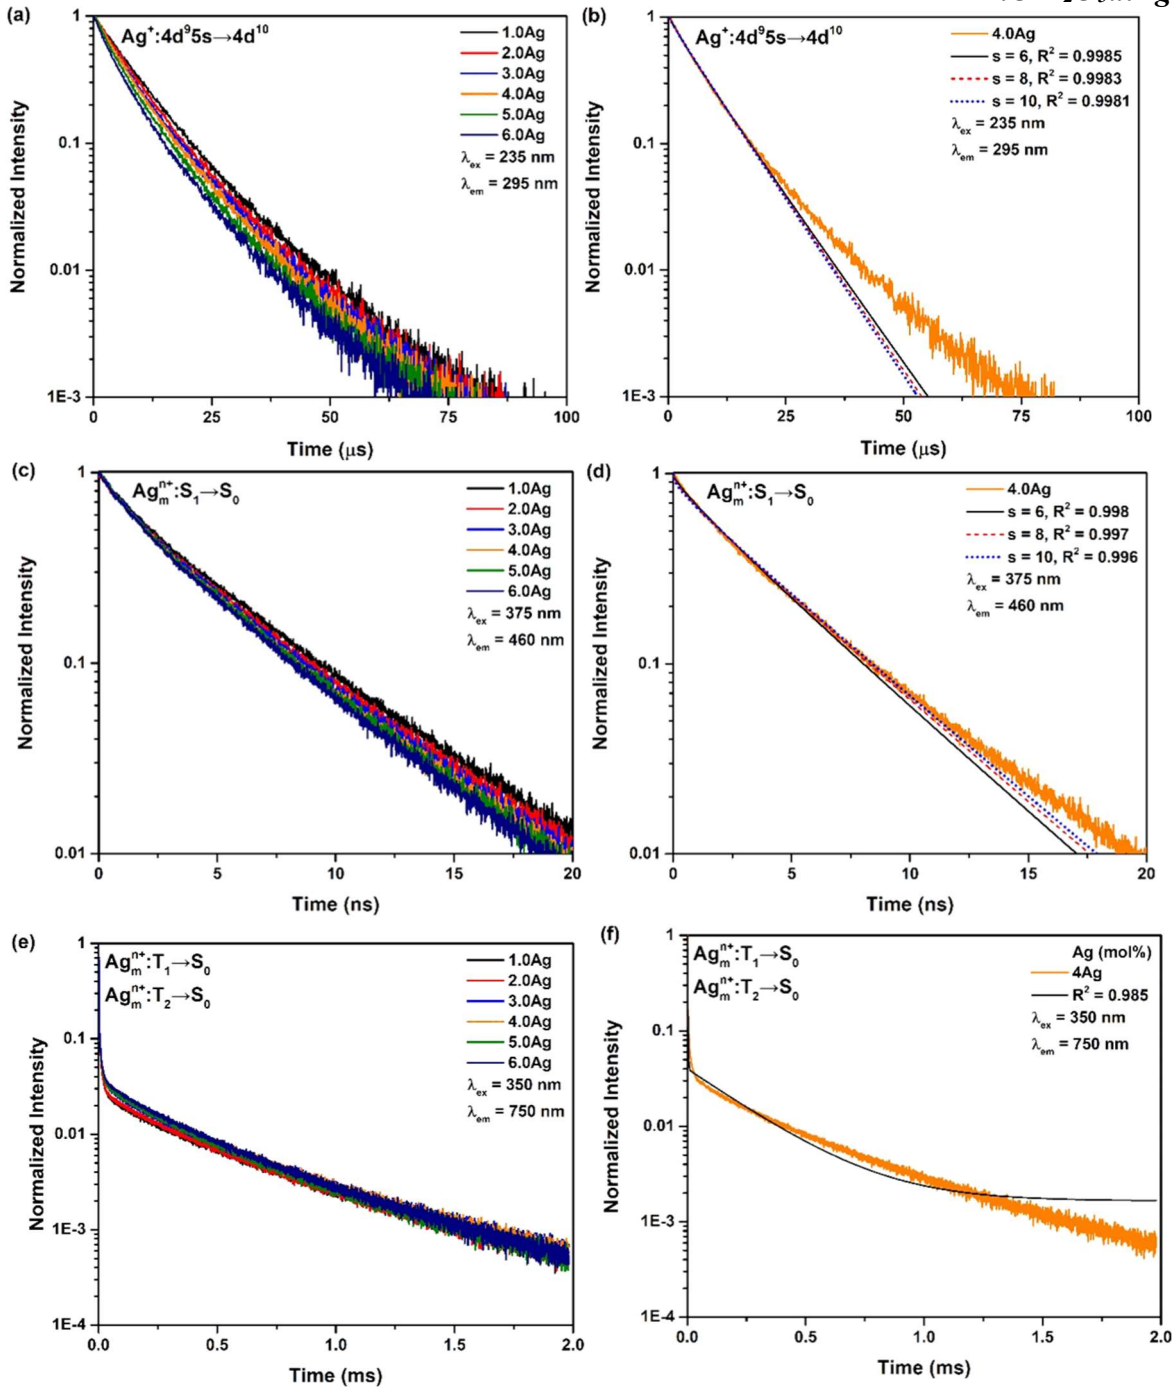 (a)
Ag⁺:4d⁹5s→4d¹⁰
1.0Ag
2.0Ag
3.0Ag
4.0Ag
5.0Ag
6.0Ag
λex = 235 nm
λem = 295 nm
Normalized Intensity
1
0.1
0.01
1E-3
0 25 50 75 100
Time (μs)
(b)
Ag⁺:4d⁹5s→4d¹⁰
4.0Ag
s = 6, R² = 0.9985
s = 8, R² = 0.9983
s = 10, R² = 0.9981
λex = 235 nm
λem = 295 nm
Normalized Intensity
1
0.1
0.01
1E-3
0 25 50 75 100
Time (μs)
(c)
Agₘⁿ⁺:S₁→S₀
1.0Ag
2.0Ag
3.0Ag
4.0Ag
5.0Ag
6.0Ag
λex = 375 nm
λem = 460 nm
Normalized Intensity
1
0.1
0.01
0 5 10 15 20
Time (ns)
(d)
Agₘⁿ⁺:S₁→S₀
4.0Ag
s = 6, R² = 0.998
s = 8, R² = 0.997
s = 10, R² = 0.996
λex = 375 nm
λem = 460 nm
Normalized Intensity
1
0.1
0.01
0 5 10 15 20
Time (ns)
(e)
Agₘⁿ⁺:T₁→S₀
Agₘⁿ⁺:T₂→S₀
1.0Ag
2.0Ag
3.0Ag
4.0Ag
5.0Ag
6.0Ag
λex = 350 nm
λem = 750 nm
Normalized Intensity
1
0.1
0.01
1E-3
1E-4
0.0 0.5 1.0 1.5 2.0
Time (ms)
(f)
Agₘⁿ⁺:T₁→S₀
Agₘⁿ⁺:T₂→S₀
Ag (mol%)
4Ag
R² = 0.985
λex = 350 nm
λem = 750 nm
Normalized Intensity
1
0.1
0.01
1E-3
1E-4
0.0 0.5 1.0 1.5 2.0
Time (ms)